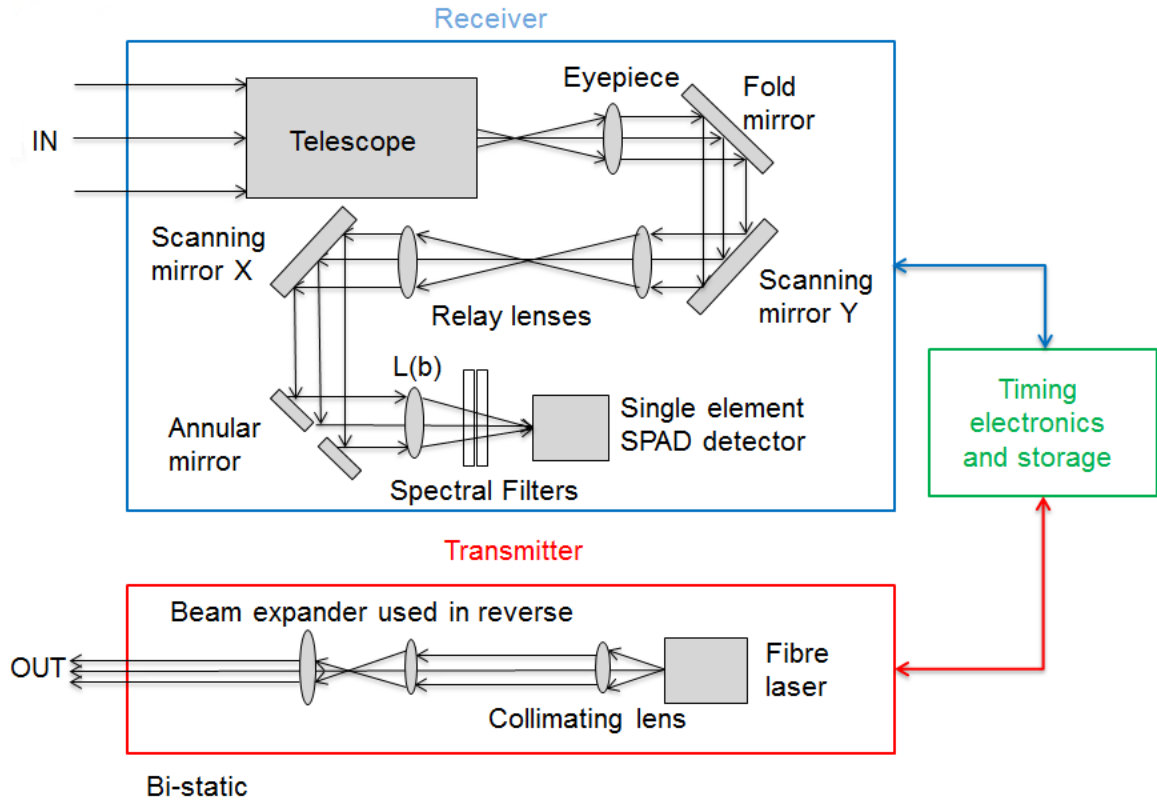 Receiver
Eyepiece
Fold
mirror
IN
Telescope
Scanning
mirror X
Relay lenses
Scanning
mirror Y
L(b)
Annular
mirror
Single element
SPAD detector
Spectral Filters
Timing
electronics
and storage
Transmitter
Beam expander used in reverse
OUT
Fibre
laser
Collimating lens
Bi-static